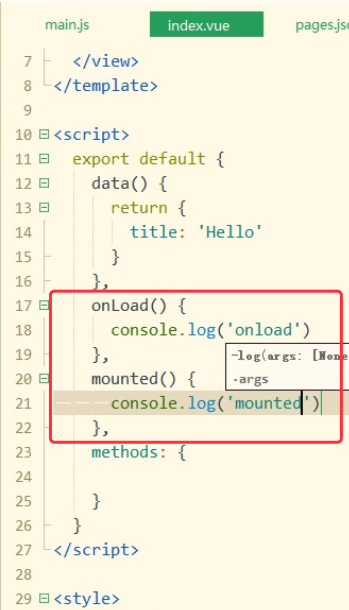 main.js index.vue pages.jso
7 </view>
8 </template>
9
10 <script>
11 export default {
12 data() {
13 return {
14 title: 'Hello'
15 }
16 },
17 onLoad() {
18 console.log('onload')
-log(args: [None
19 },
20 mounted() {
.args
21 console.log('mounted')
22 },
23 methods: {
24
25 }
26 }
27 </script>
28
29 <style>